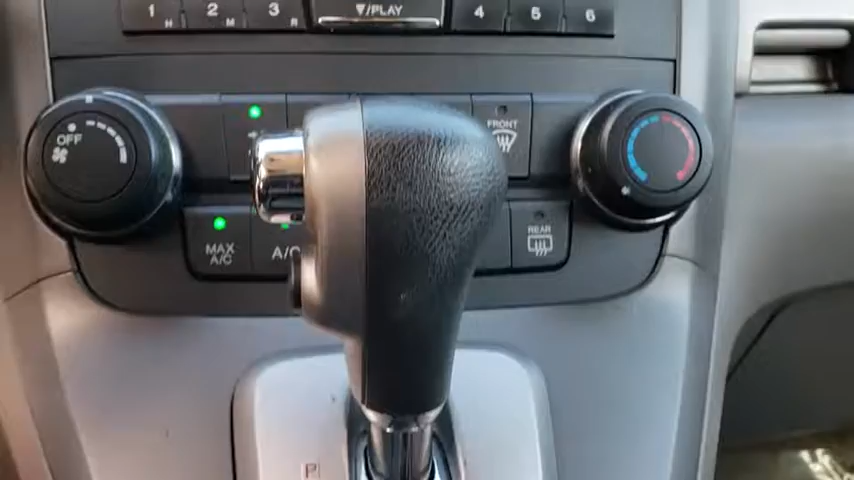 1 2 3 ▽/PLAY 4 5 6
H M R
OFF
FRONT
MAX A/C
A/C
REAR
P